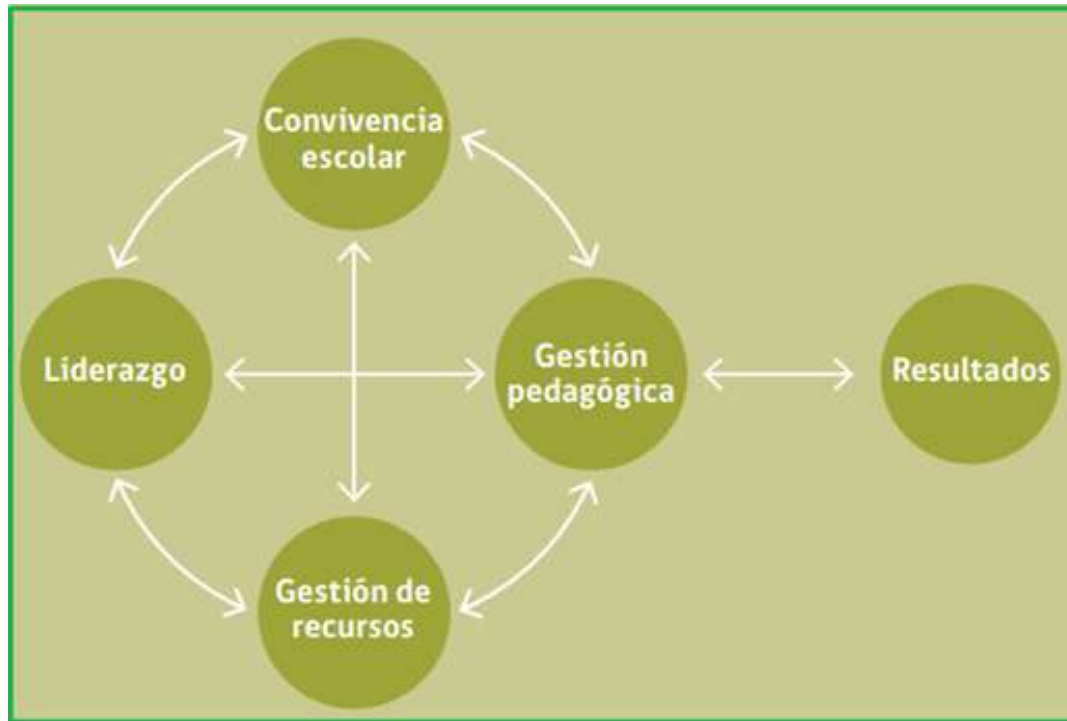 Convivencia
escolar
Liderazgo
Gestión
pedagógica
Resultados
Gestión de
recursos